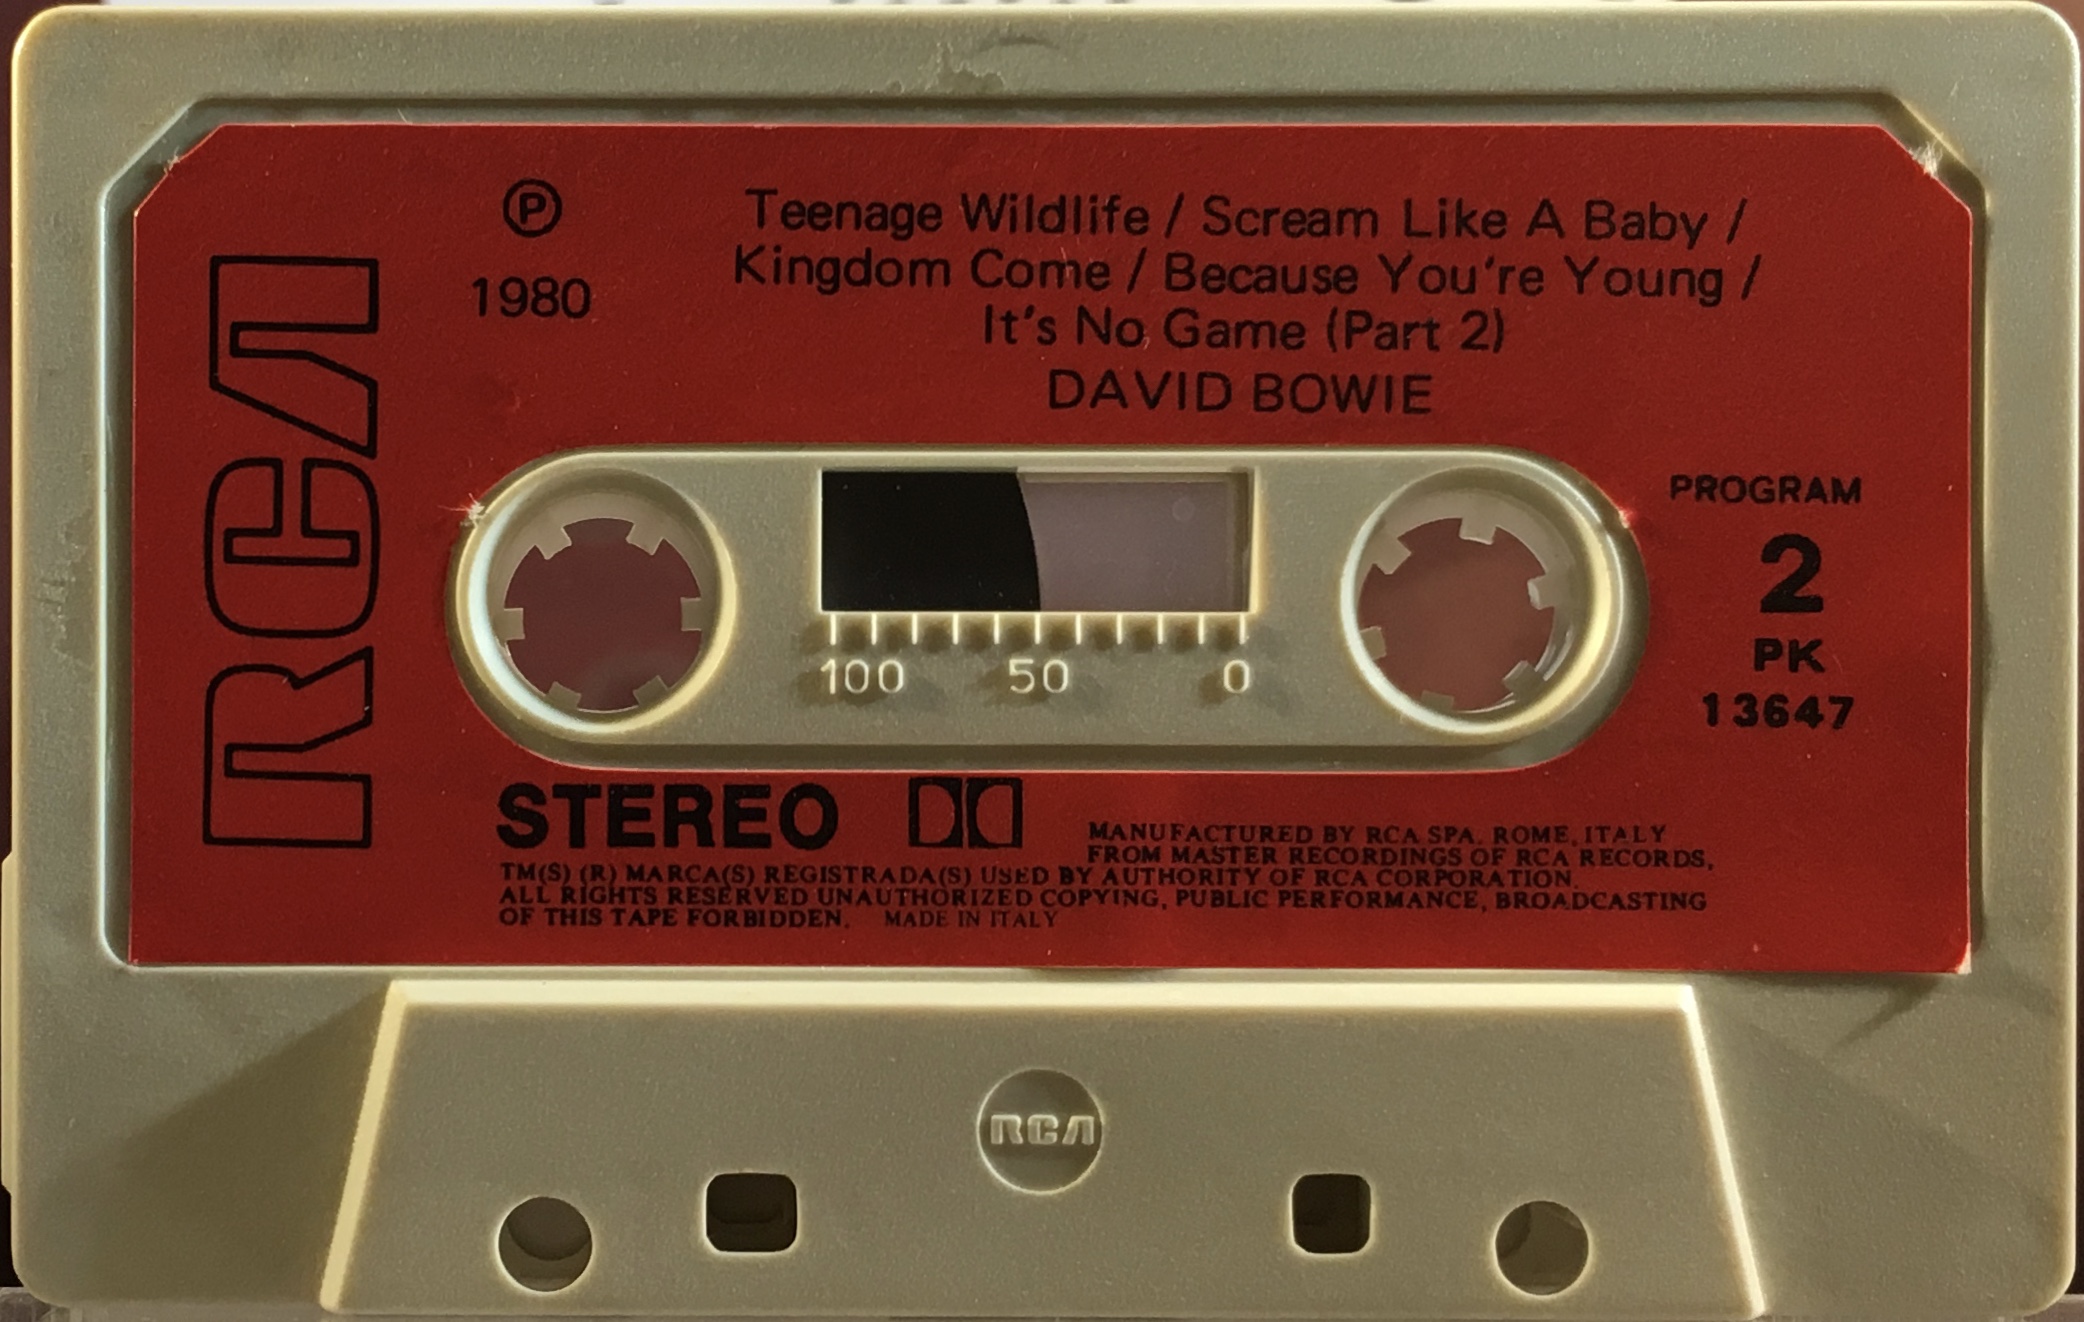 RCA
Ⓟ
1980
Teenage Wildlife / Scream Like A Baby /
Kingdom Come / Because You're Young /
It's No Game (Part 2)
DAVID BOWIE
PROGRAM
2
PK
13647
100 50 0
STEREO
MANUFACTURED BY RCA SPA. ROME, ITALY
FROM MASTER RECORDINGS OF RCA RECORDS,
TM(S) (R) MARCA(S) REGISTRADA(S) USED BY AUTHORITY OF RCA CORPORATION.
ALL RIGHTS RESERVED UNAUTHORIZED COPYING, PUBLIC PERFORMANCE, BROADCASTING
OF THIS TAPE FORBIDDEN. MADE IN ITALY
RCA